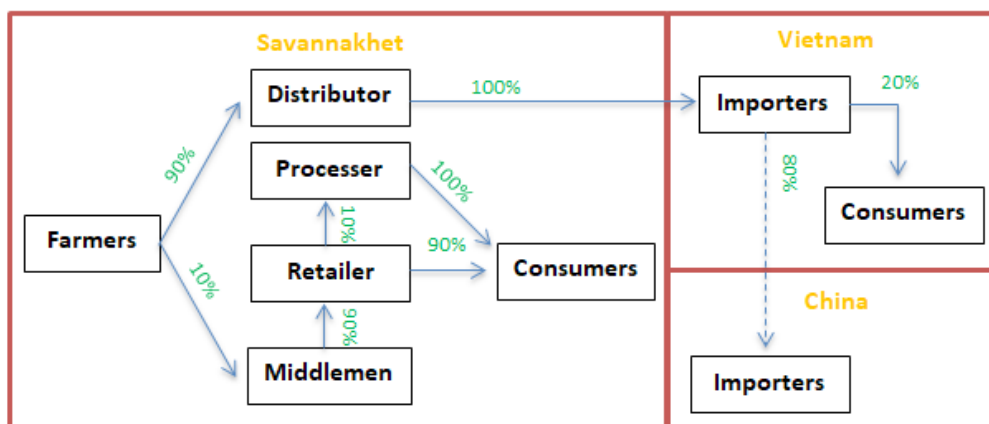 Savannakhet
Vietnam
Distributor
100%
Importers
20%
90%
Processer
100%
80%
Farmers
10%
Consumers
10%
Retailer
90%
Consumers
90%
Middlemen
China
Importers